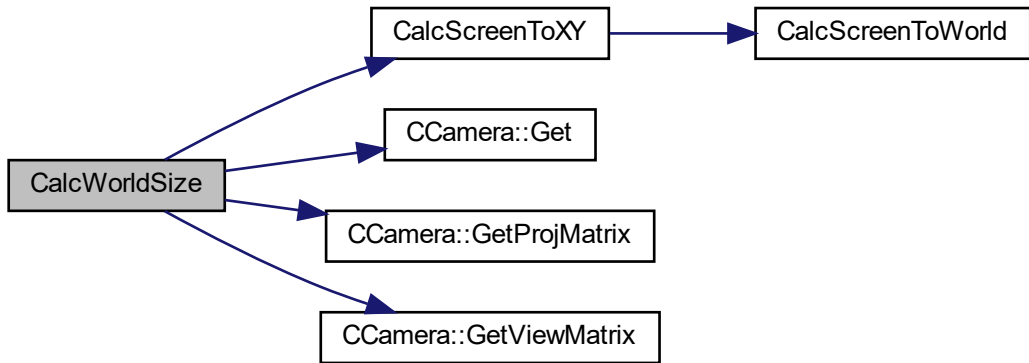 CalcScreenToXY
CalcScreenToWorld
CCamera::Get
CalcWorldSize
CCamera::GetProjMatrix
CCamera::GetViewMatrix